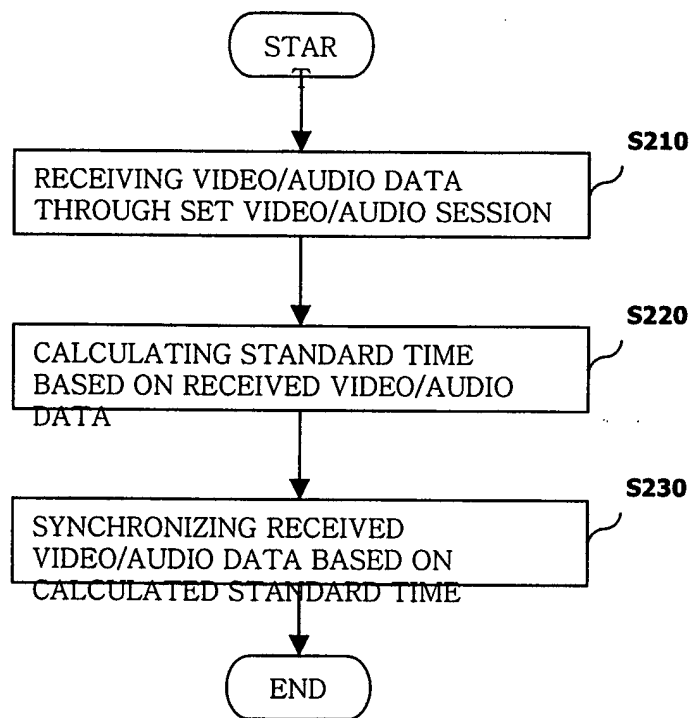 STAR
T
S210
RECEIVING VIDEO/AUDIO DATA
THROUGH SET VIDEO/AUDIO SESSION
S220
CALCULATING STANDARD TIME
BASED ON RECEIVED VIDEO/AUDIO
DATA
S230
SYNCHRONIZING RECEIVED
VIDEO/AUDIO DATA BASED ON
CALCULATED STANDARD TIME
END